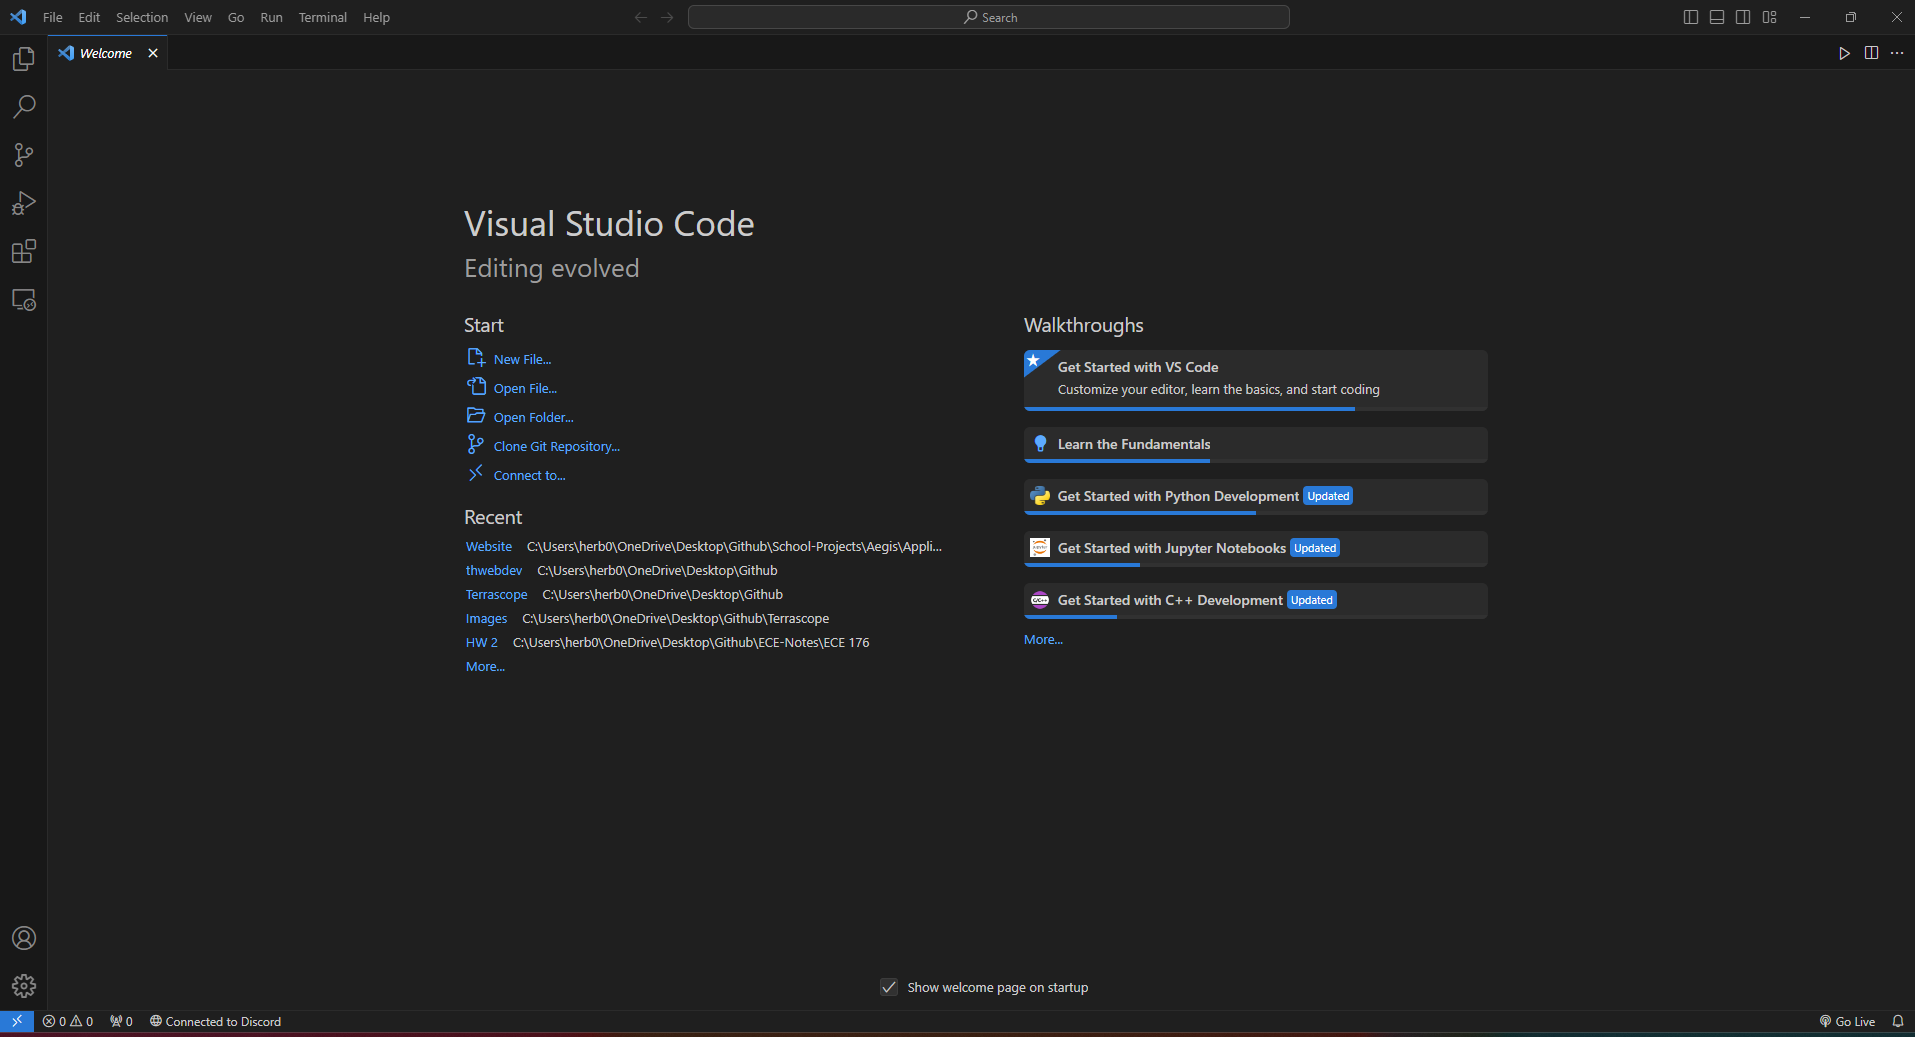 File Edit Selection View Go Run Terminal Help
Search
Welcome
Visual Studio Code
Editing evolved
Start
New File...
Open File...
Open Folder...
Clone Git Repository...
Connect to...
Recent
Website C:\Users\herb0\OneDrive\Desktop\Github\School-Projects\Aegis\Appli...
thwebdev C:\Users\herb0\OneDrive\Desktop\Github
Terrascope C:\Users\herb0\OneDrive\Desktop\Github
Images C:\Users\herb0\OneDrive\Desktop\Github\Terrascope
HW 2 C:\Users\herb0\OneDrive\Desktop\Github\ECE-Notes\ECE 176
More...
Walkthroughs
Get Started with VS Code
Customize your editor, learn the basics, and start coding
Learn the Fundamentals
Get Started with Python Development Updated
Get Started with Jupyter Notebooks Updated
C/C++ Get Started with C++ Development Updated
More...
Show welcome page on startup
0 0 0 Connected to Discord
Go Live